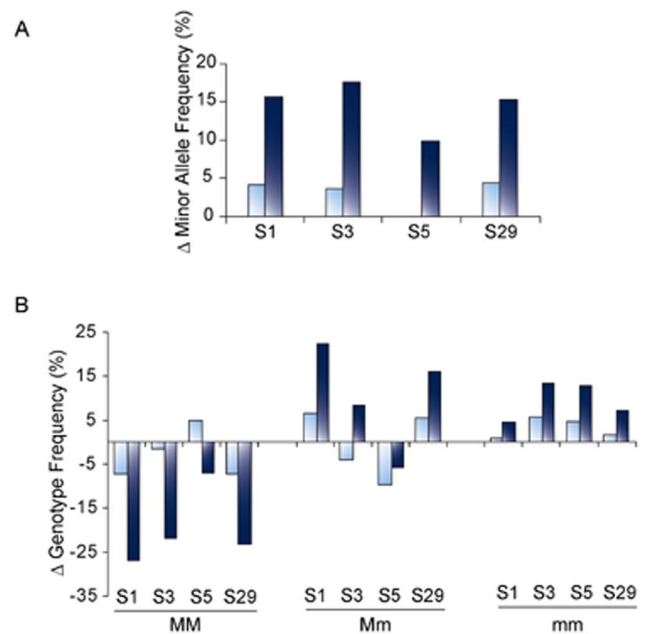 A
Δ Minor Allele Frequency (%)
20
15
10
5
0
S1 S3 S5 S29
B
Δ Genotype Frequency (%)
25
15
5
-5
-15
-25
-35
S1 S3 S5 S29 S1 S3 S5 S29 S1 S3 S5 S29
MM Mm mm